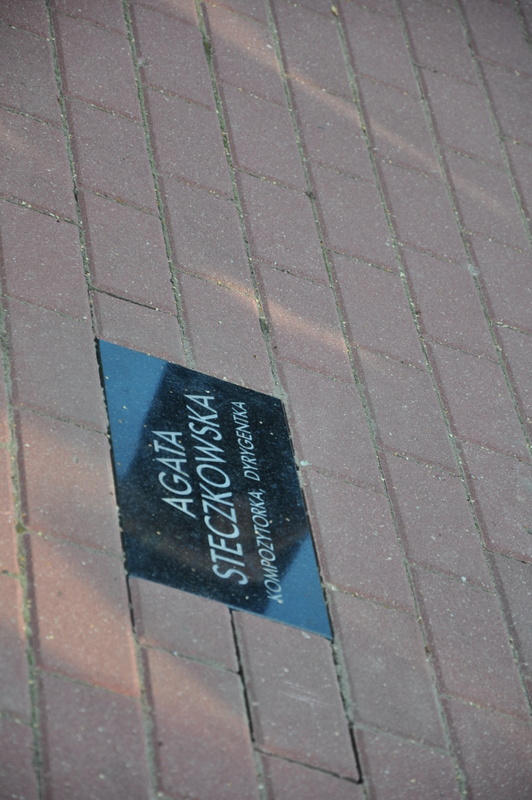 AGATA
STECZKOWSKA
KOMPOZYTORKA, DYRYGENTKA